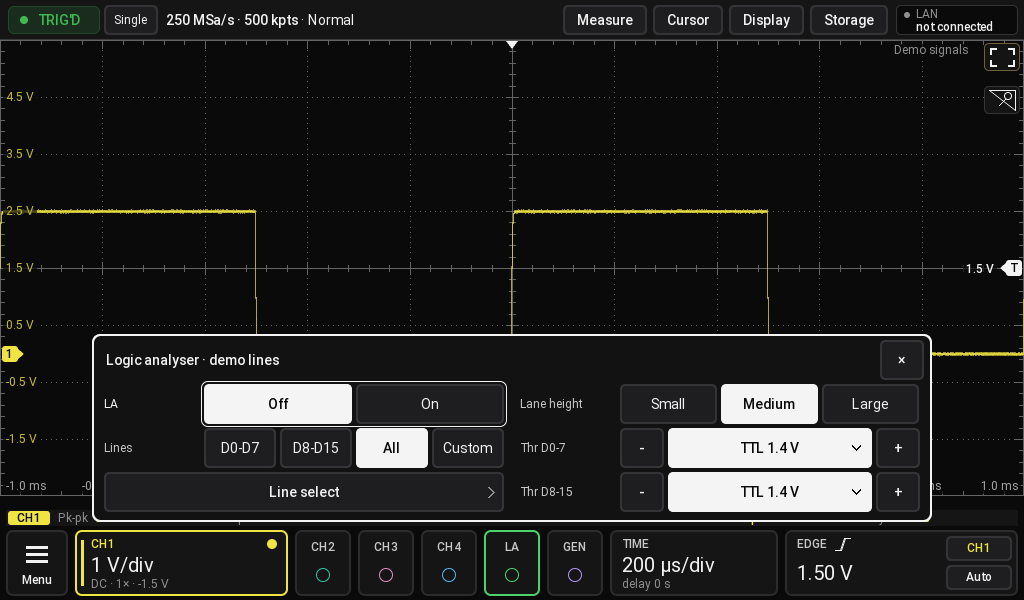 TRIG'D
Single
250 MSa/s · 500 kpts · Normal
Measure
Cursor
Display
Storage
LAN
not connected
Demo signals
4.5 V
3.5 V
2.5 V
1.5 V
1.5 V
T
0.5 V
1
-0.5 V
-1.5 V
-1.0 ms
1.0 ms
Logic analyser · demo lines
×
LA
Off
On
Lane height
Small
Medium
Large
Lines
D0-D7
D8-D15
All
Custom
Thr D0-7
-
TTL 1.4 V
+
Line select
Thr D8-15
-
TTL 1.4 V
+
CH1
Pk-pk
Menu
CH1
1 V/div
DC · 1× · -1.5 V
CH2
CH3
CH4
LA
GEN
TIME
200 µs/div
delay 0 s
EDGE
1.50 V
CH1
Auto